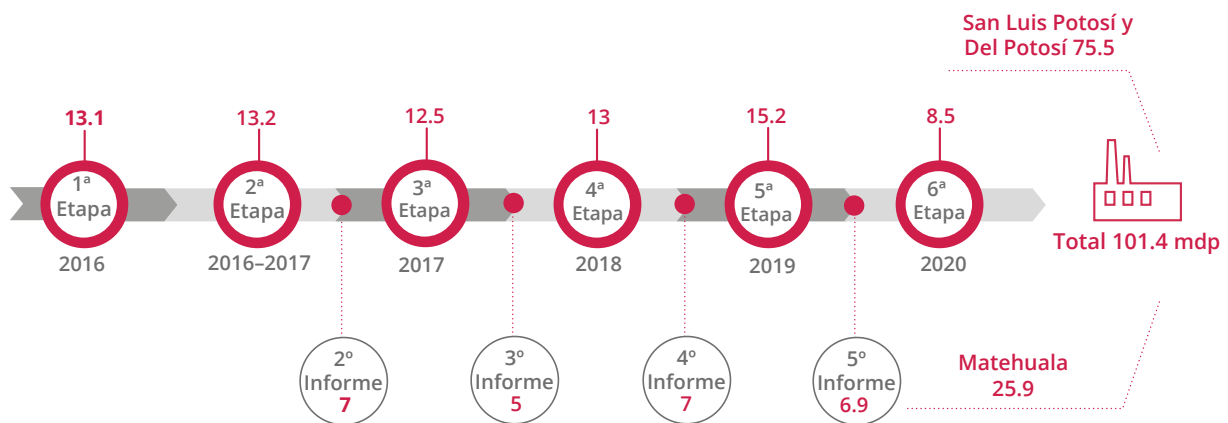 San Luis Potosí y
Del Potosí 75.5
13.1
13.2
12.5
13
15.2
8.5
1ª
Etapa
2ª
Etapa
3ª
Etapa
4ª
Etapa
5ª
Etapa
6ª
Etapa
Total 101.4 mdp
2016
2016–2017
2017
2018
2019
2020
2º
Informe
7
3º
Informe
5
4º
Informe
7
5º
Informe
6.9
Matehuala
25.9